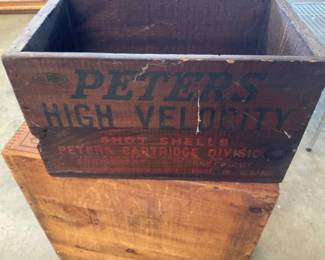 PETERS
HIGH VELOCITY
SHOT SHELLS
PETERS CARTRIDGE DIVISION